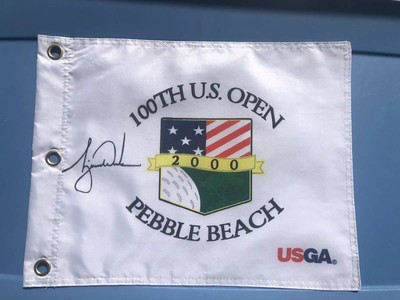 100TH U.S. OPEN
2000
PEBBLE BEACH
USGA®